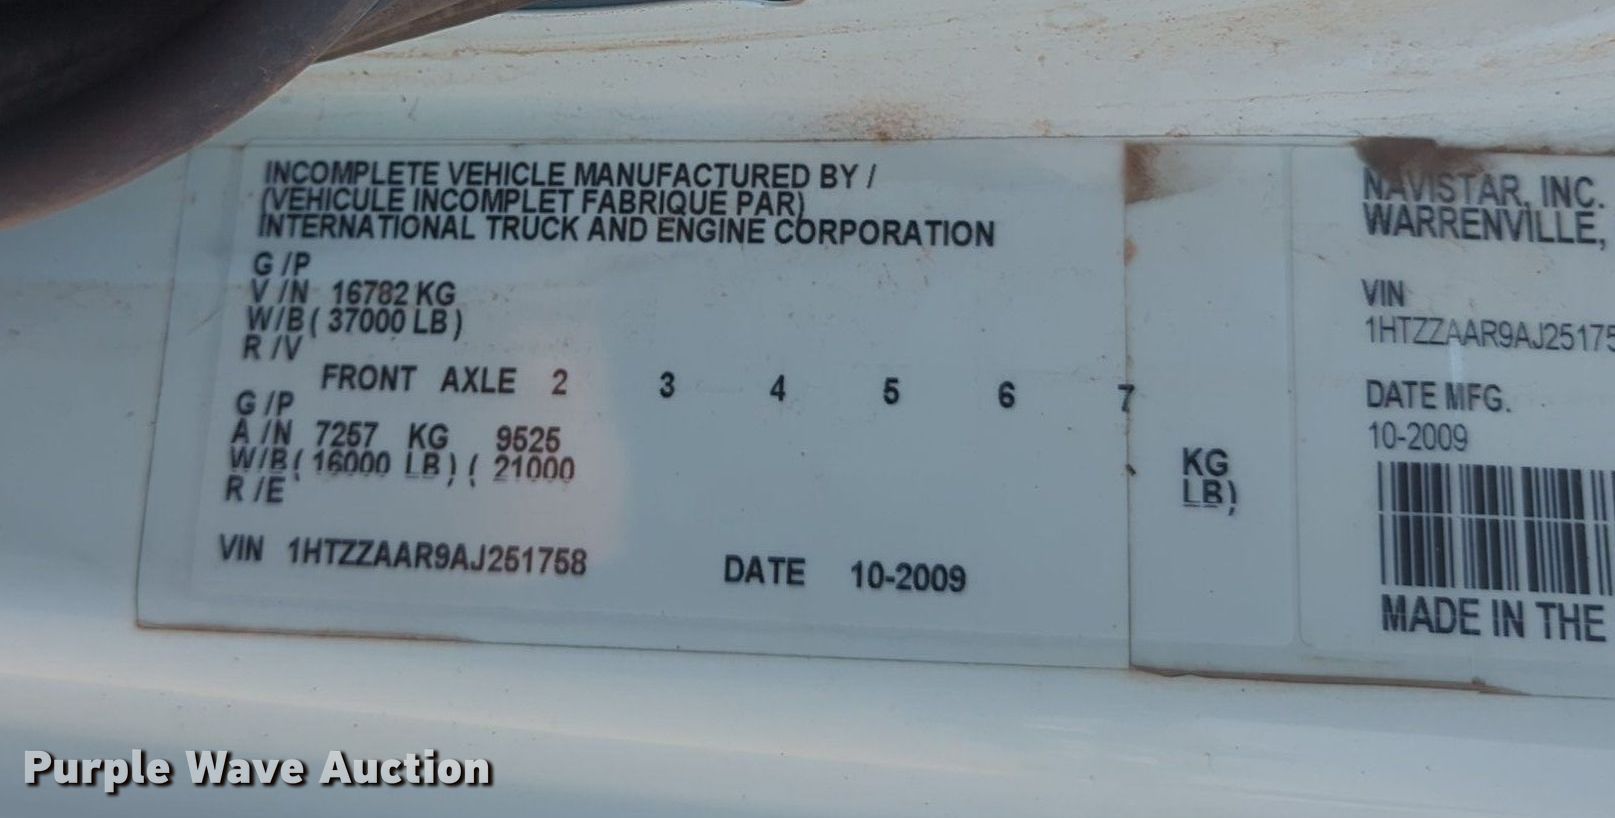 INCOMPLETE VEHICLE MANUFACTURED BY /
(VEHICULE INCOMPLET FABRIQUE PAR)
INTERNATIONAL TRUCK AND ENGINE CORPORATION
G /P
V /N 16782 KG
W/B ( 37000 LB )
R /V
FRONT AXLE 2 3 4 5 6 7
G /P
A /N 7257 KG 9525 KG
W/B ( 16000 LB ) ( 21000 LB)
R /E
VIN 1HTZZAAR9AJ251758 DATE 10-2009
NAVISTAR, INC.
WARRENVILLE,
VIN
1HTZZAAR9AJ25175
DATE MFG.
10-2009
MADE IN THE
Purple Wave Auction